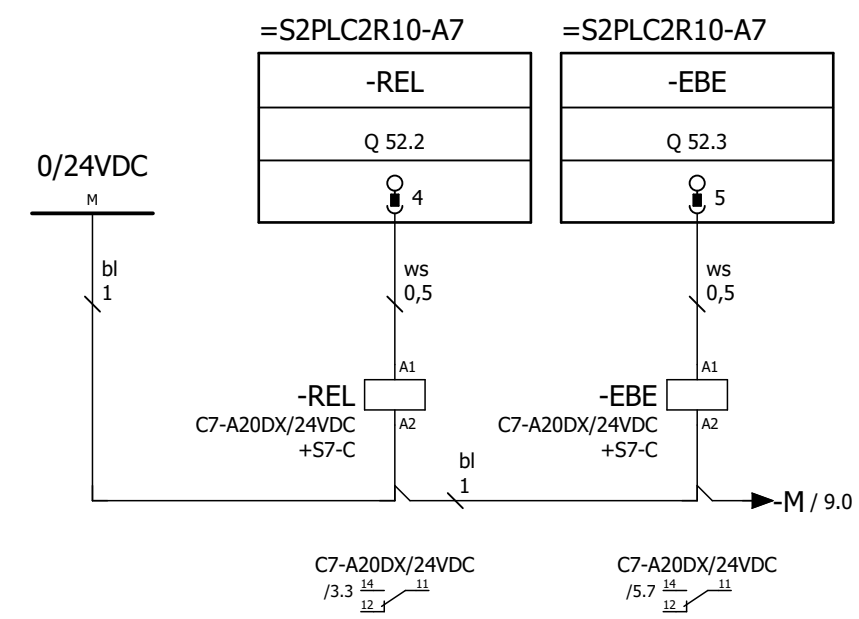 =S2PLC2R10-A7
=S2PLC2R10-A7
-REL
-EBE
Q 52.2
Q 52.3
0/24VDC
M
4
5
bl
1
ws
0,5
ws
0,5
A1
-REL
C7-A20DX/24VDC
A2
+S7-C
A1
-EBE
C7-A20DX/24VDC
A2
+S7-C
bl
1
-M / 9.0
C7-A20DX/24VDC
/3.3 14 11
12
C7-A20DX/24VDC
/5.7 14 11
12